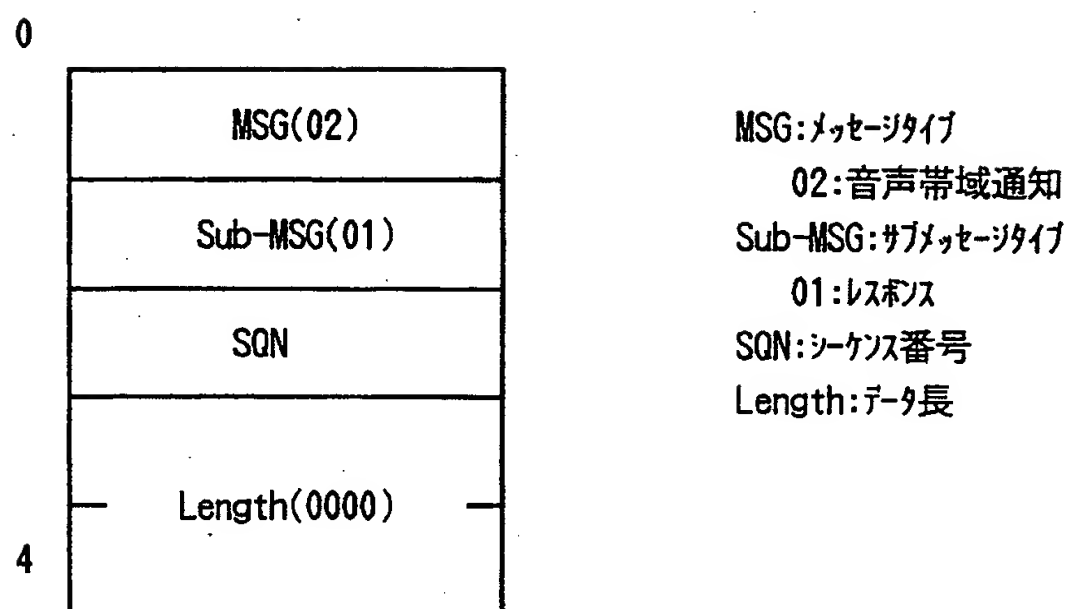 0
MSG(02)
Sub-MSG(01)
SQN
Length(0000)
4
MSG:メッセージタイプ
02:音声帯域通知
Sub-MSG:サブメッセージタイプ
01:レスポンス
SQN:シーケンス番号
Length:データ長